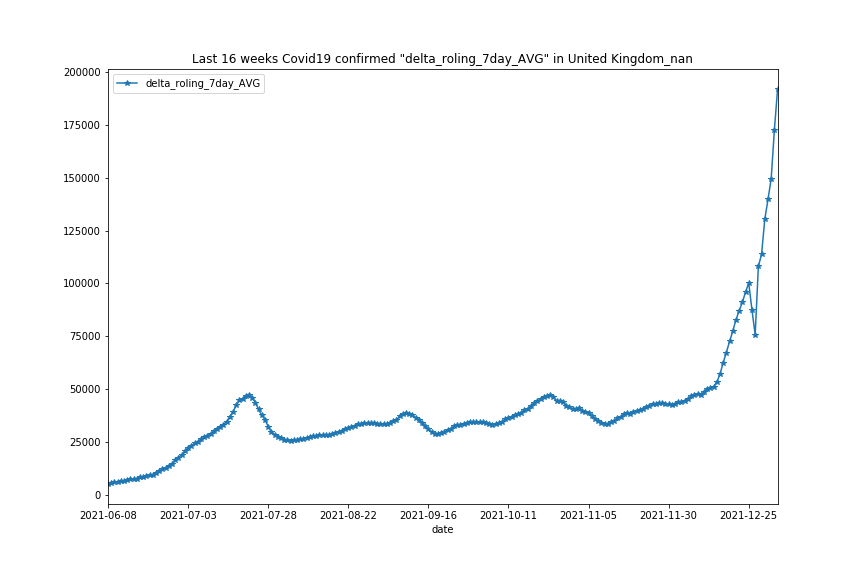 Last 16 weeks Covid19 confirmed "delta_roling_7day_AVG" in United Kingdom_nan
delta_roling_7day_AVG
200000
175000
150000
125000
100000
75000
50000
25000
0
2021-06-08 2021-07-03 2021-07-28 2021-08-22 2021-09-16 2021-10-11 2021-11-05 2021-11-30 2021-12-25
date